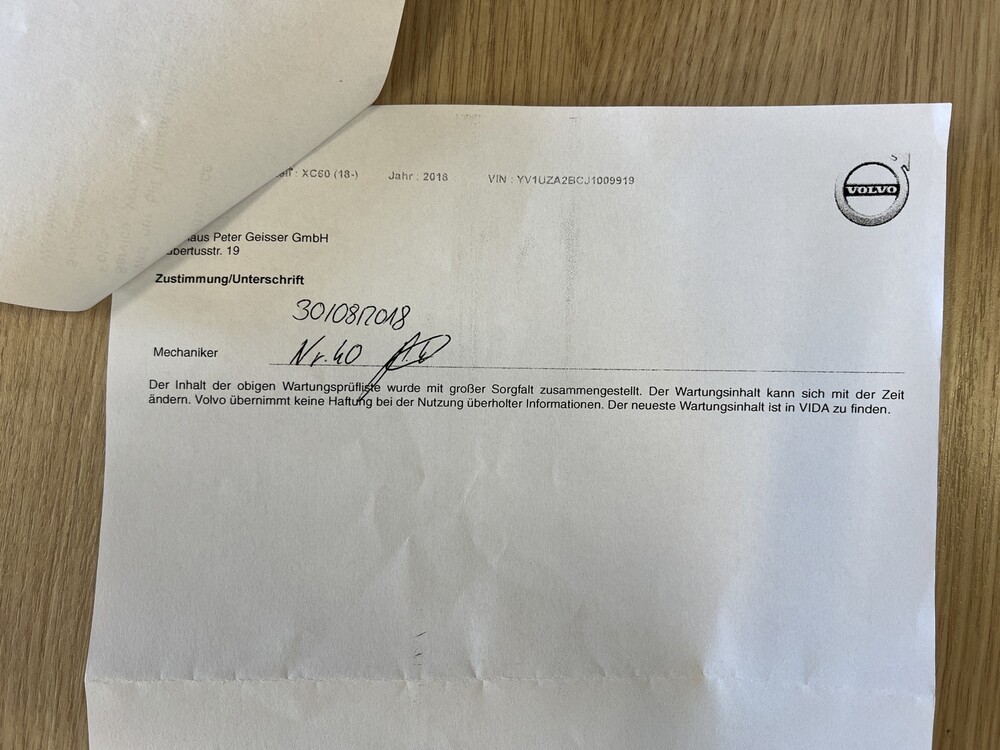 : XC60 (18-) Jahr : 2018 VIN : YV1UZA2BCJ1009919
VOLVO
aus Peter Geisser GmbH
ubertusstr. 19
Zustimmung/Unterschrift
30/08/2018
Mechaniker Nr. 40
Der Inhalt der obigen Wartungsprüfliste wurde mit großer Sorgfalt zusammengestellt. Der Wartungsinhalt kann sich mit der Zeit
ändern. Volvo übernimmt keine Haftung bei der Nutzung überholter Informationen. Der neueste Wartungsinhalt ist in VIDA zu finden.